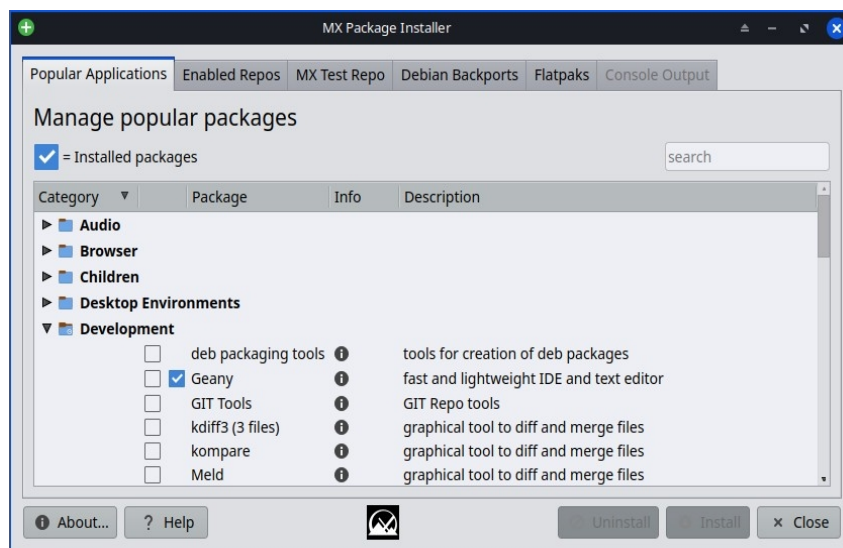 MX Package Installer
Popular Applications Enabled Repos MX Test Repo Debian Backports Flatpaks Console Output
Manage popular packages
= Installed packages search
Category Package Info Description
Audio
Browser
Children
Desktop Environments
Development
deb packaging tools tools for creation of deb packages
Geany fast and lightweight IDE and text editor
GIT Tools GIT Repo tools
kdiff3 (3 files) graphical tool to diff and merge files
kompare graphical tool to diff and merge files
Meld graphical tool to diff and merge files
About... ? Help Uninstall Install × Close